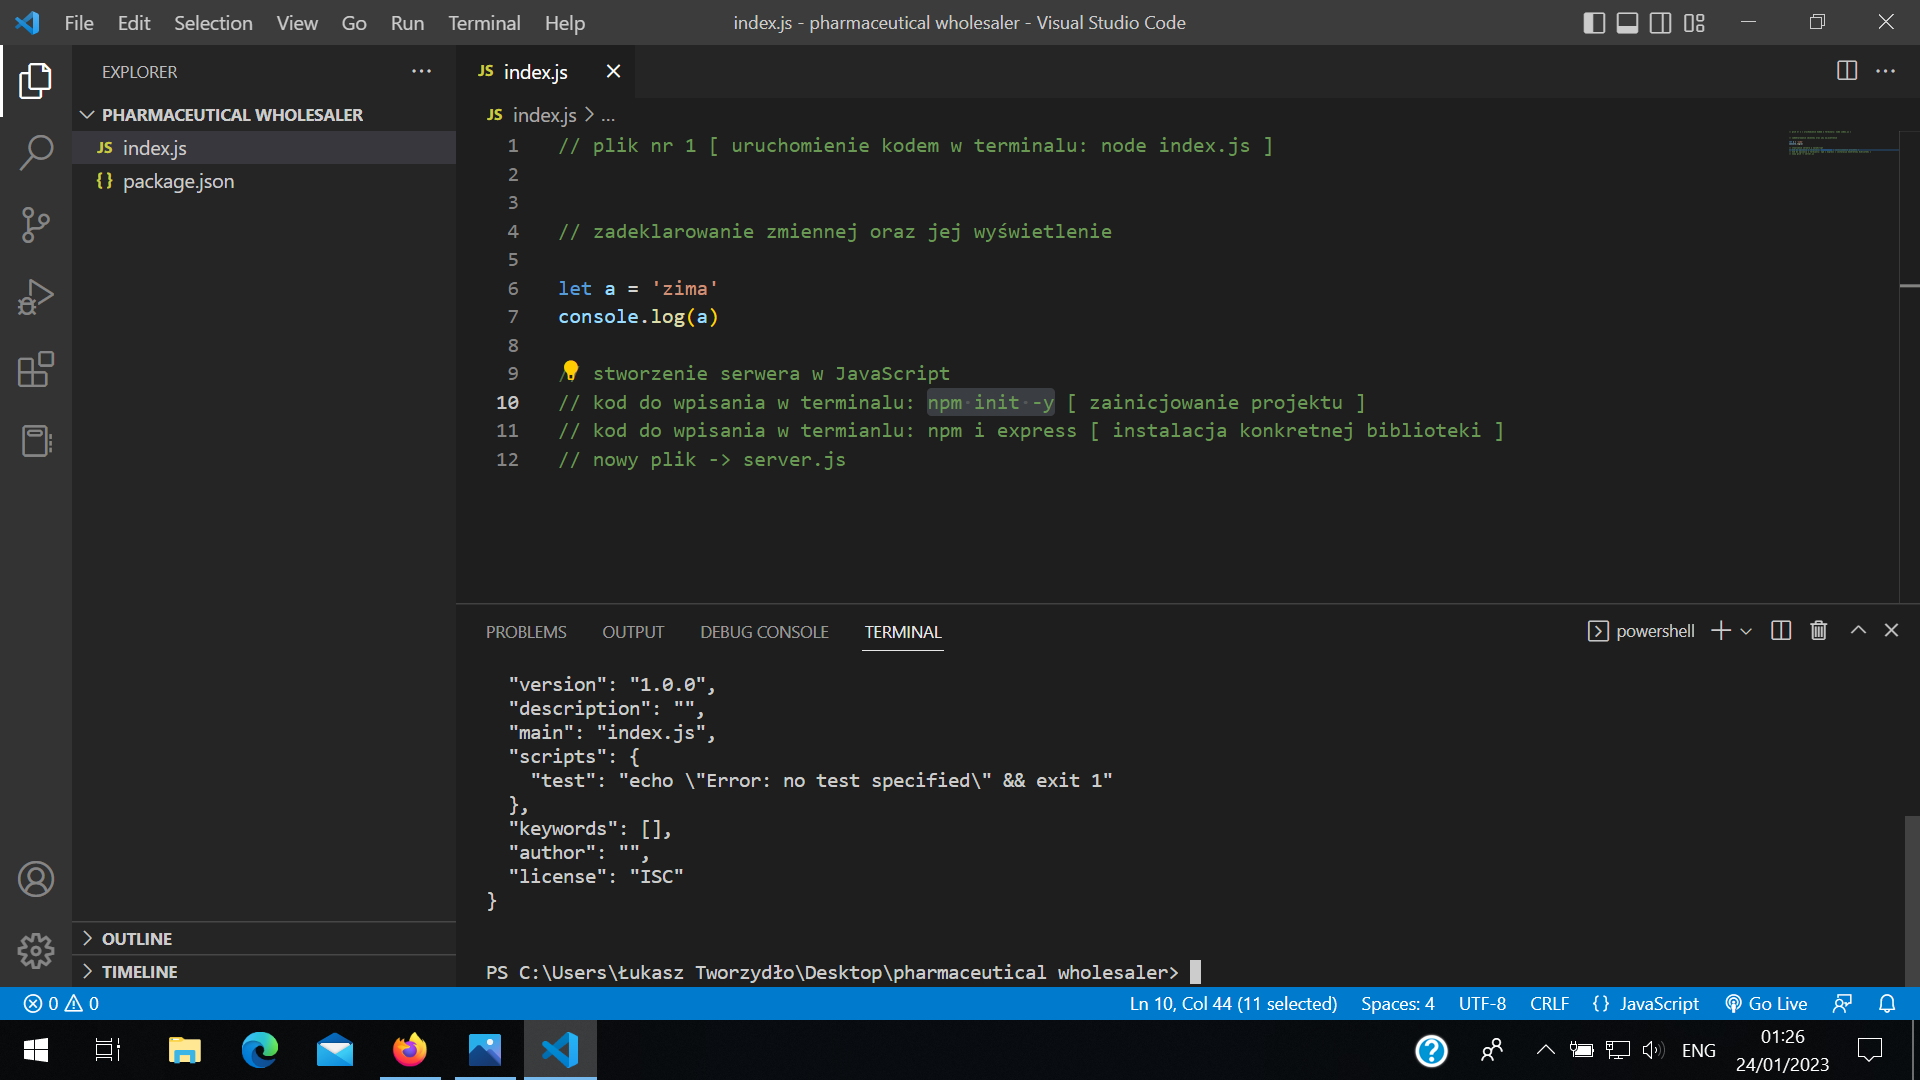 File Edit Selection View Go Run Terminal Help
index.js - pharmaceutical wholesaler - Visual Studio Code
EXPLORER
PHARMACEUTICAL WHOLESALER
JS index.js
{} package.json
OUTLINE
TIMELINE
JS index.js
JS index.js > ...
1 // plik nr 1 [ uruchomienie kodem w terminalu: node index.js ]
2
3
4 // zadeklarowanie zmiennej oraz jej wyświetlenie
5
6 let a = 'zima'
7 console.log(a)
8
9 // stworzenie serwera w JavaScript
10 // kod do wpisania w terminalu: npm init -y [ zainicjowanie projektu ]
11 // kod do wpisania w termianlu: npm i express [ instalacja konkretnej biblioteki ]
12 // nowy plik -> server.js
PROBLEMS OUTPUT DEBUG CONSOLE TERMINAL
powershell
"version": "1.0.0",
"description": "",
"main": "index.js",
"scripts": {
"test": "echo \"Error: no test specified\" && exit 1"
},
"keywords": [],
"author": "",
"license": "ISC"
}
PS C:\Users\Łukasz Tworzydło\Desktop\pharmaceutical wholesaler>
0 0
Ln 10, Col 44 (11 selected) Spaces: 4 UTF-8 CRLF {} JavaScript Go Live
ENG
01:26
24/01/2023